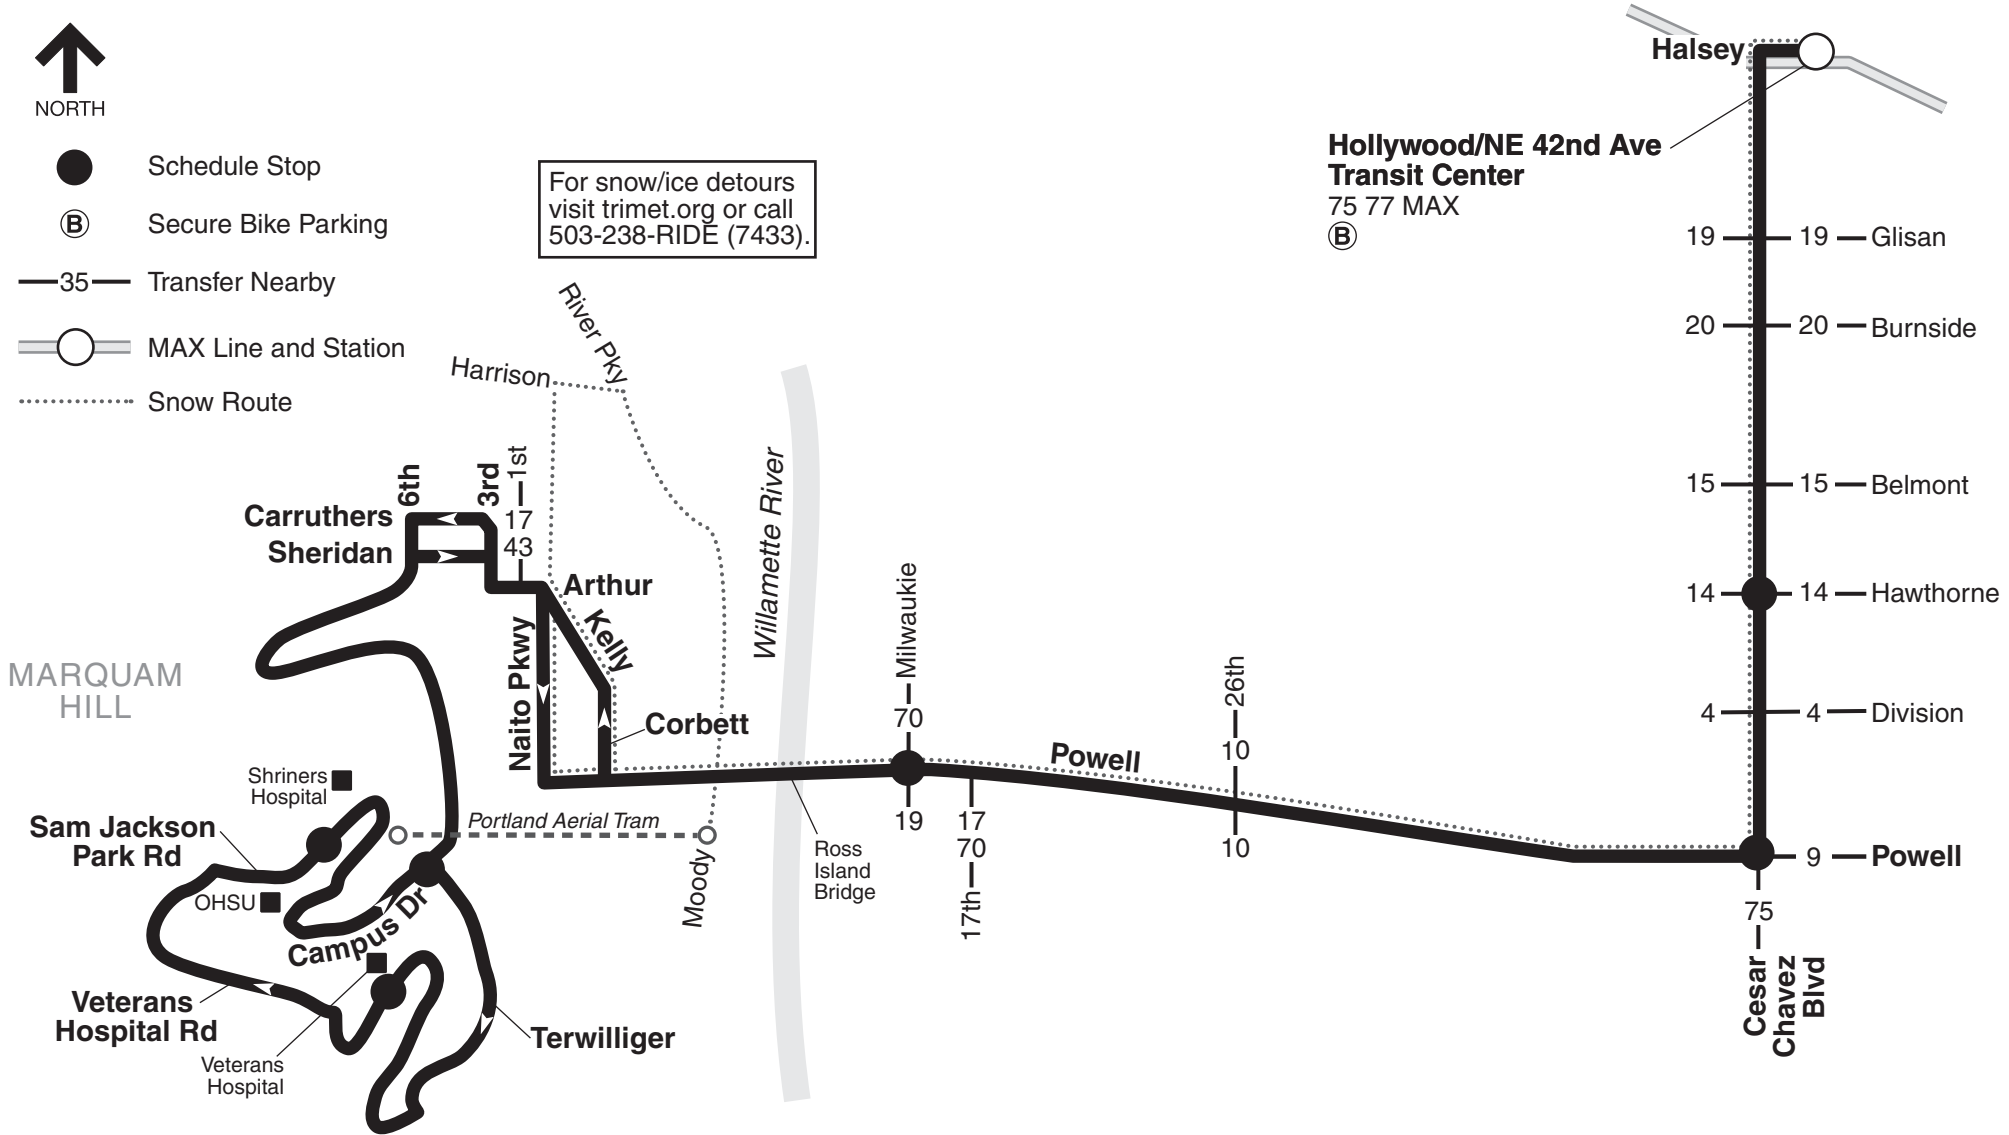 NORTH
Schedule Stop
B
Secure Bike Parking
35
Transfer Nearby
MAX Line and Station
Snow Route
For snow/ice detours
visit trimet.org or call
503-238-RIDE (7433).
Halsey
Hollywood/NE 42nd Ave
Transit Center
75 77 MAX
B
19 19 Glisan
20 20 Burnside
15 15 Belmont
14 14 Hawthorne
4 4 Division
9 Powell
75
Cesar
Chavez
Blvd
River Pky
Harrison
6th
3rd
1st
17
43
Carruthers
Sheridan
Arthur
Kelly
Naito Pkwy
Corbett
Willamette River
Milwaukie
70
19
17
70
17th
Powell
26th
10
10
Ross
Island
Bridge
MARQUAM
HILL
Shriners
Hospital
Portland Aerial Tram
Moody
Sam Jackson
Park Rd
OHSU
Campus Dr
Veterans
Hospital Rd
Veterans
Hospital
Terwilliger